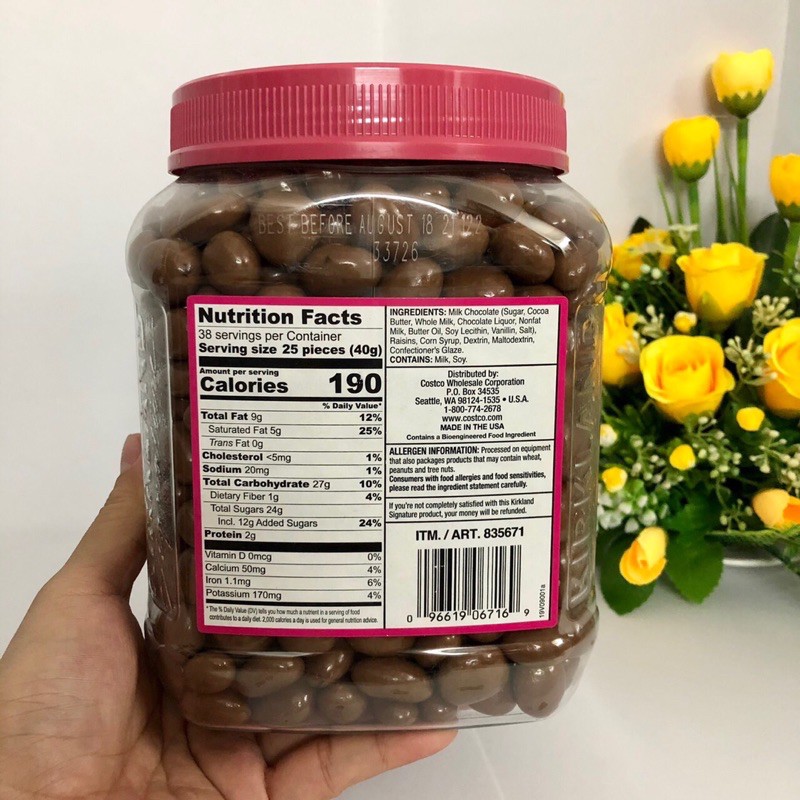 BEST BEFORE AUGUST 18 21 122
33726
Nutrition Facts
38 servings per Container
Serving size 25 pieces (40g)
Amount per serving
Calories 190
% Daily Value*
Total Fat 9g 12%
Saturated Fat 5g 25%
Trans Fat 0g
Cholesterol <5mg 1%
Sodium 20mg 1%
Total Carbohydrate 27g 10%
Dietary Fiber 1g 4%
Total Sugars 24g
Incl. 12g Added Sugars 24%
Protein 2g
Vitamin D 0mcg 0%
Calcium 50mg 4%
Iron 1.1mg 6%
Potassium 170mg 4%
* The % Daily Value (DV) tells you how much a nutrient in a serving of food
contributes to a daily diet. 2,000 calories a day is used for general nutrition advice.
INGREDIENTS: Milk Chocolate (Sugar, Cocoa
Butter, Whole Milk, Chocolate Liquor, Nonfat
Milk, Butter Oil, Soy Lecithin, Vanillin, Salt),
Raisins, Corn Syrup, Dextrin, Maltodextrin,
Confectioner's Glaze.
CONTAINS: Milk, Soy.
Distributed by:
Costco Wholesale Corporation
P.O. Box 34535
Seattle, WA 98124-1535 • U.S.A.
1-800-774-2678
www.costco.com
MADE IN THE USA
Contains a Bioengineered Food Ingredient
ALLERGEN INFORMATION: Processed on equipment
that also packages products that may contain wheat,
peanuts and tree nuts.
Consumers with food allergies and food sensitivities,
please read the ingredient statement carefully.
If you're not completely satisfied with this Kirkland
Signature product, your money will be refunded.
ITM. / ART. 835671
0 96619 06716 9
19V09001a
KIRKLAND